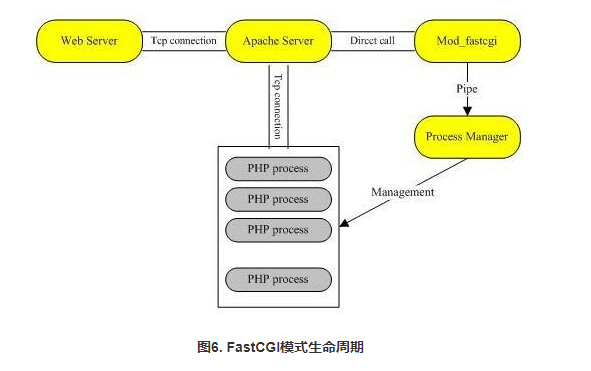 Web Server
Tcp connection
Apache Server
Direct call
Mod_fastcgi
Tcp connection
Pipe
Process Manager
Management
PHP process
PHP process
PHP process
PHP process
图6. FastCGI模式生命周期